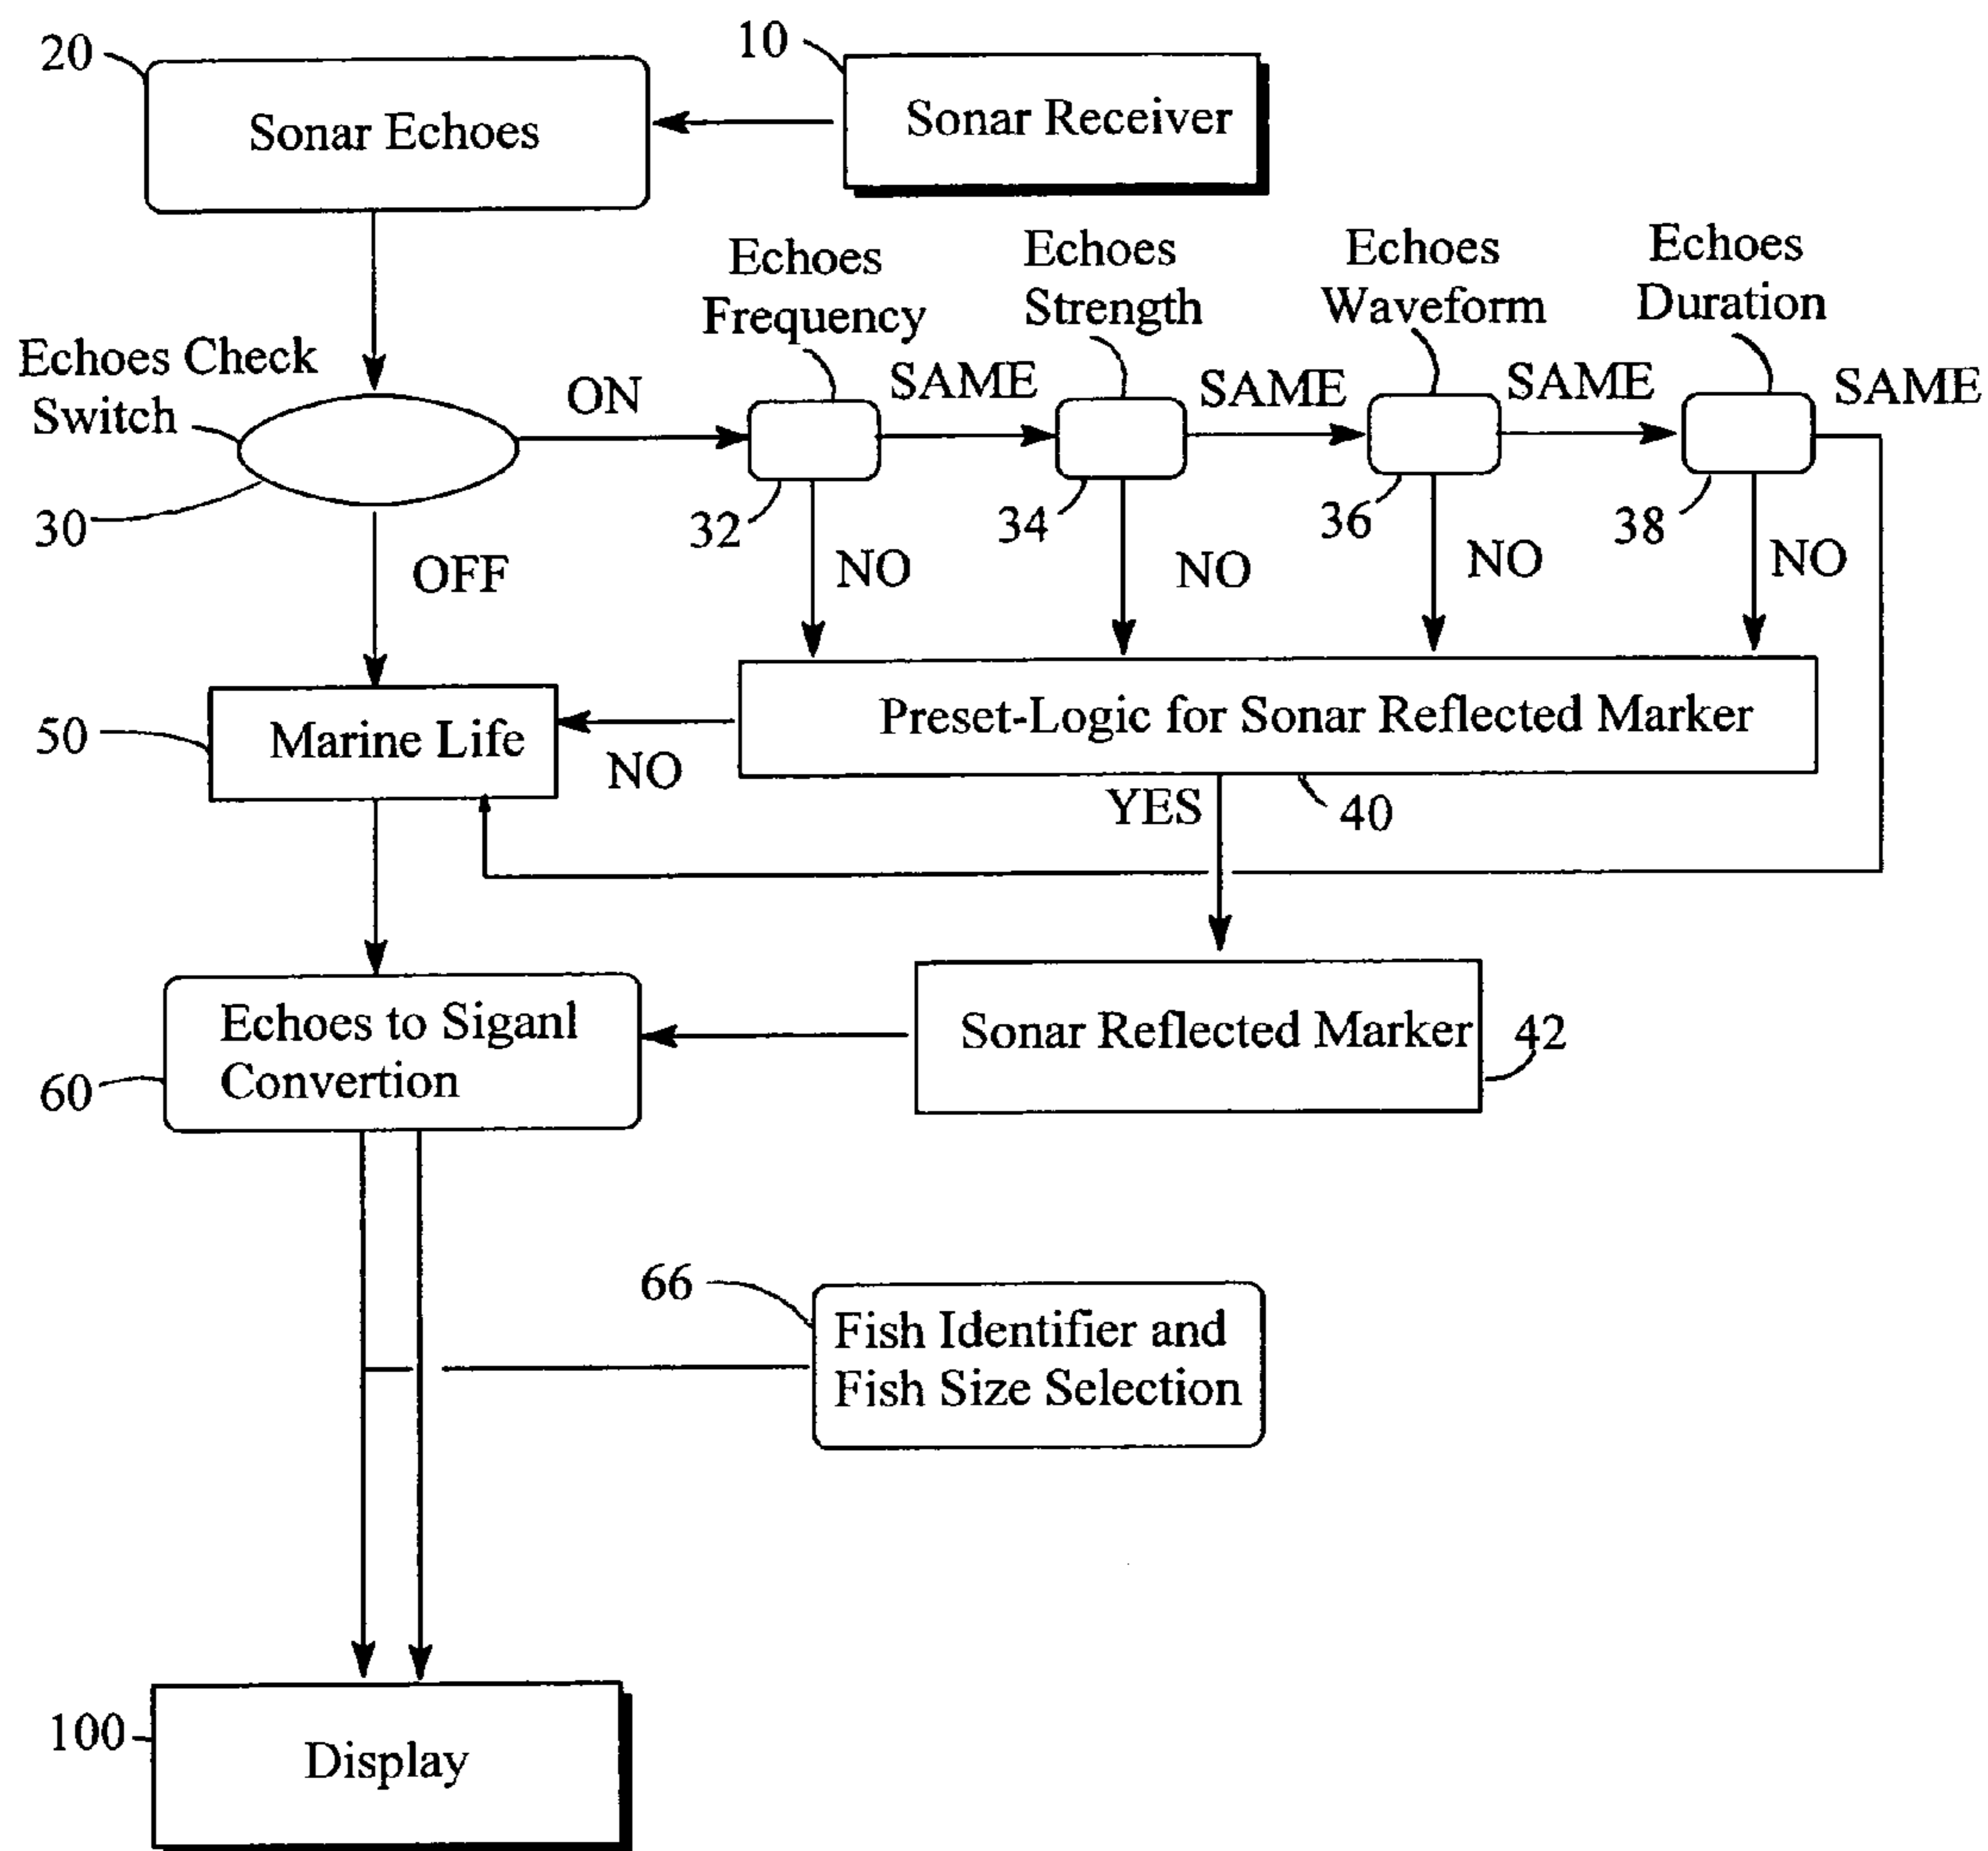 20
10
Sonar Echoes
Sonar Receiver
Echoes
Frequency
Echoes
Strength
Echoes
Waveform
Echoes
Duration
Echoes Check
Switch
ON
SAME
SAME
SAME
SAME
30
32
34
36
38
OFF
NO
NO
NO
NO
50
Marine Life
NO
Preset-Logic for Sonar Reflected Marker
YES
40
Echoes to Siganl
Convertion
60
Sonar Reflected Marker
42
66
Fish Identifier and
Fish Size Selection
100
Display